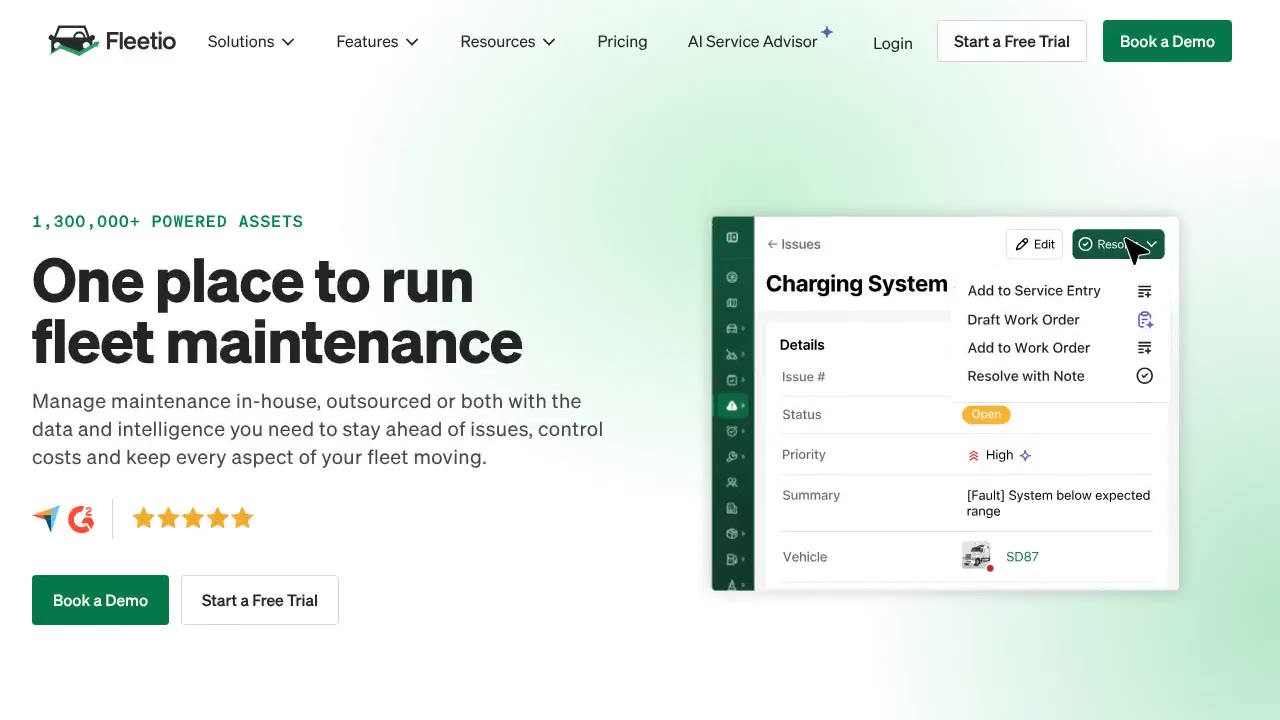 Fleetio
Solutions
Features
Resources
Pricing
AI Service Advisor
Login
Start a Free Trial
Book a Demo
1,300,000+ POWERED ASSETS
One place to run
fleet maintenance
Manage maintenance in-house, outsourced or both with the
data and intelligence you need to stay ahead of issues, control
costs and keep every aspect of your fleet moving.
G2
Book a Demo
Start a Free Trial
← Issues
Edit
Charging System
Add to Service Entry
Draft Work Order
Add to Work Order
Resolve with Note
Details
Issue #
Status
Open
Priority
High
Summary
[Fault] System below expected
range
Vehicle
SD87